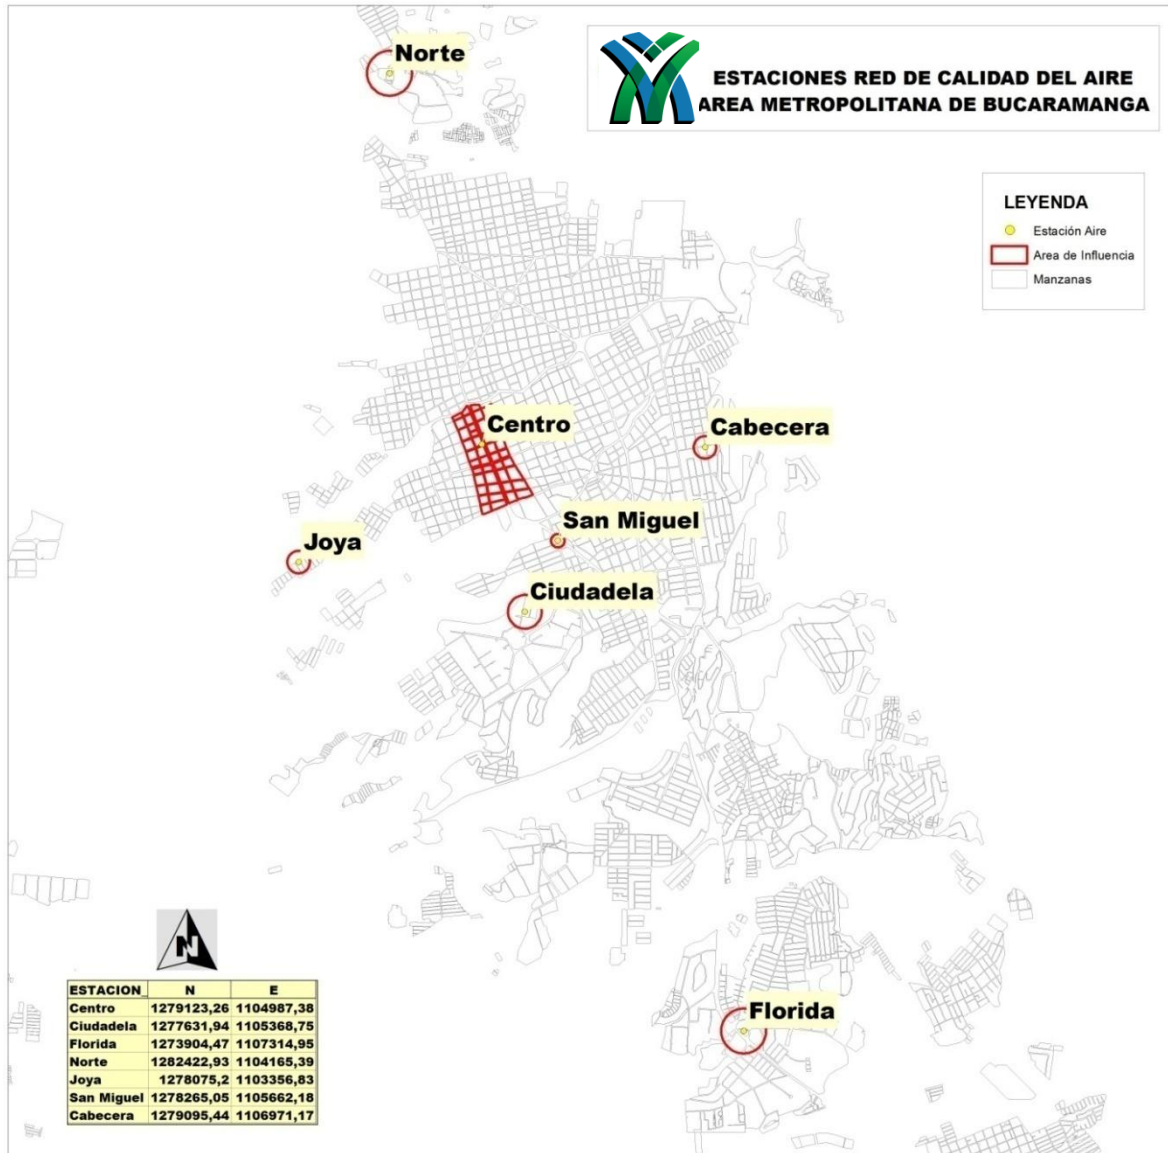 Norte
ESTACIONES RED DE CALIDAD DEL AIRE
AREA METROPOLITANA DE BUCARAMANGA
LEYENDA
Estación Aire
Area de Influencia
Manzanas
Centro
Cabecera
San Miguel
Joya
Ciudadela
Florida
N
ESTACION_ N E
Centro 1279123,26 1104987,38
Ciudadela 1277631,94 1105368,75
Florida 1273904,47 1107314,95
Norte 1282422,93 1104165,39
Joya 1278075,2 1103356,83
San Miguel 1278265,05 1105662,18
Cabecera 1279095,44 1106971,17